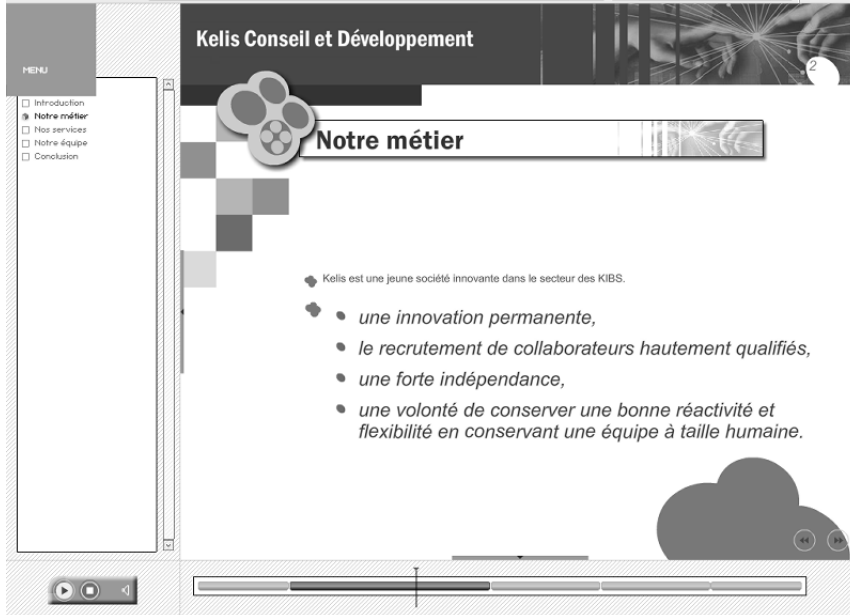 Kelis Conseil et Développement
2
MENU
Introduction
Notre métier
Nos services
Notre équipe
Conclusion
Notre métier
Kelis est une jeune société innovante dans le secteur des KIBS.
une innovation permanente,
le recrutement de collaborateurs hautement qualifiés,
une forte indépendance,
une volonté de conserver une bonne réactivité et
flexibilité en conservant une équipe à taille humaine.